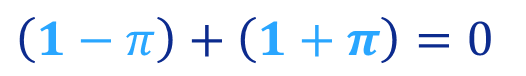 (1 − π) + (1 + π) = 0